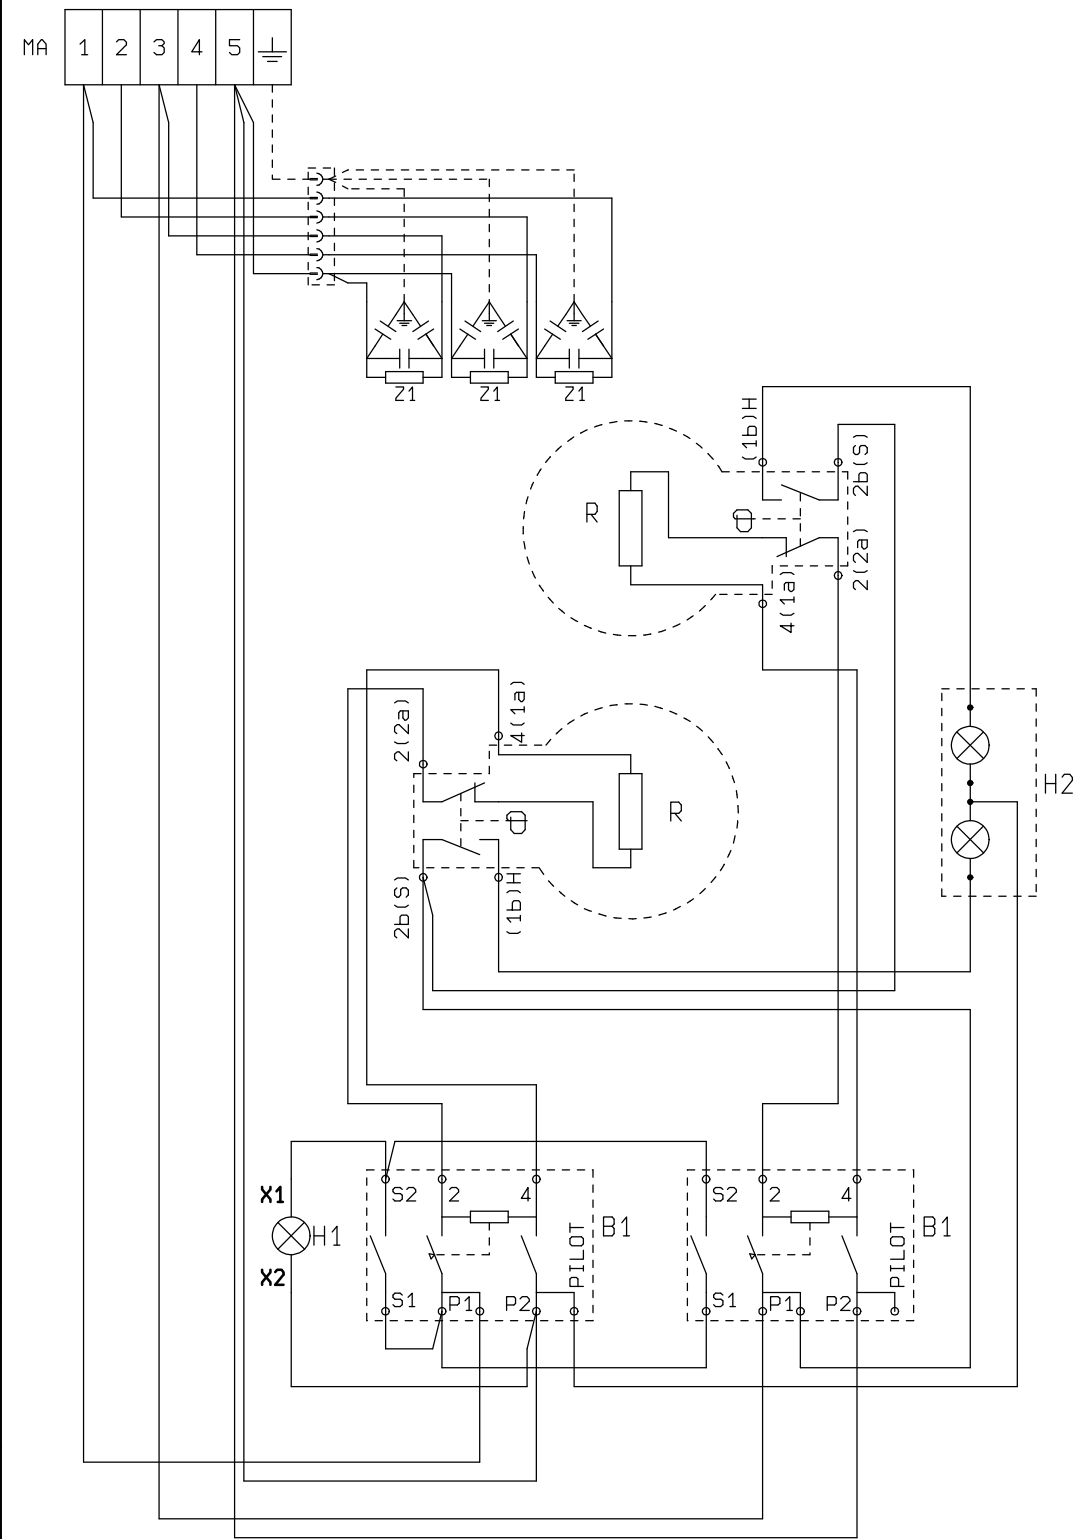 MA 1 2 3 4 5
Z1 Z1 Z1
(1b)H
2b(S)
R
2(2a)
4(1a)
4(1a)
2(2a)
H2
R
2b(S)
(1b)H
X1
S2 2 4
S2 2 4
H1
B1
B1
PILOT
PILOT
X2
S1 P1 P2
S1 P1 P2